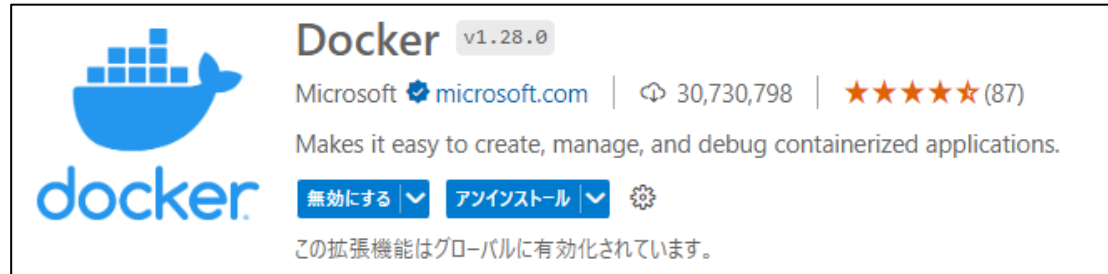 Docker v1.28.0
Microsoft microsoft.com | 30,730,798 | (87)
Makes it easy to create, manage, and debug containerized applications.
docker
無効にする アンインストール
この拡張機能はグローバルに有効化されています。